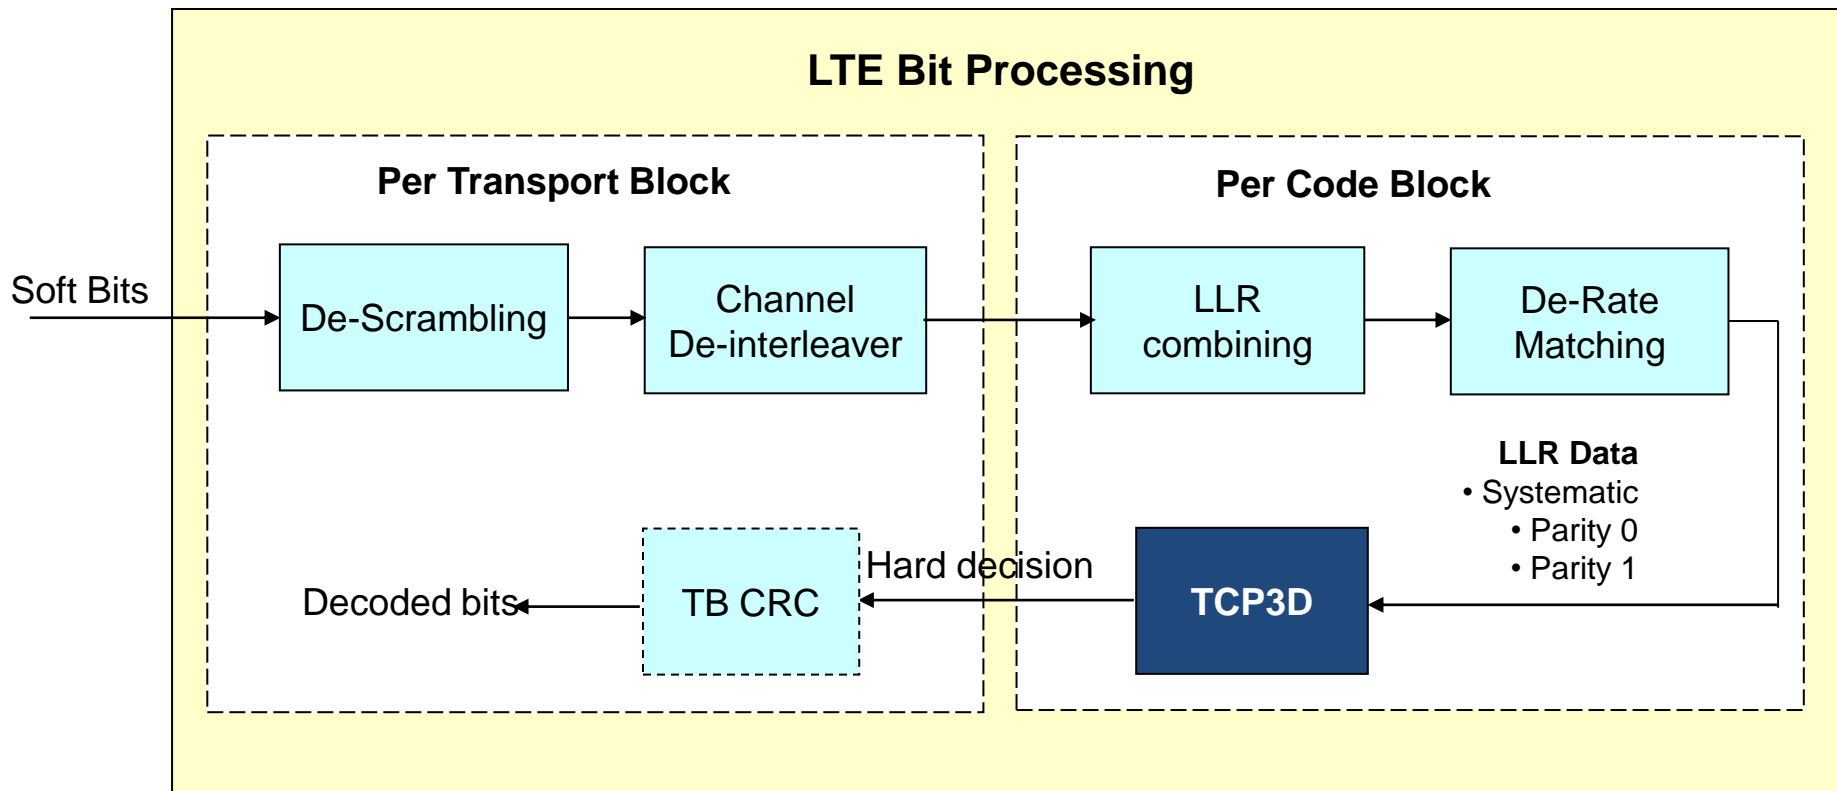 LTE Bit Processing
Per Transport Block
Per Code Block
Soft Bits
De-Scrambling
Channel
De-interleaver
LLR
combining
De-Rate
Matching
LLR Data
• Systematic
• Parity 0
• Parity 1
TCP3D
Hard decision
TB CRC
Decoded bits